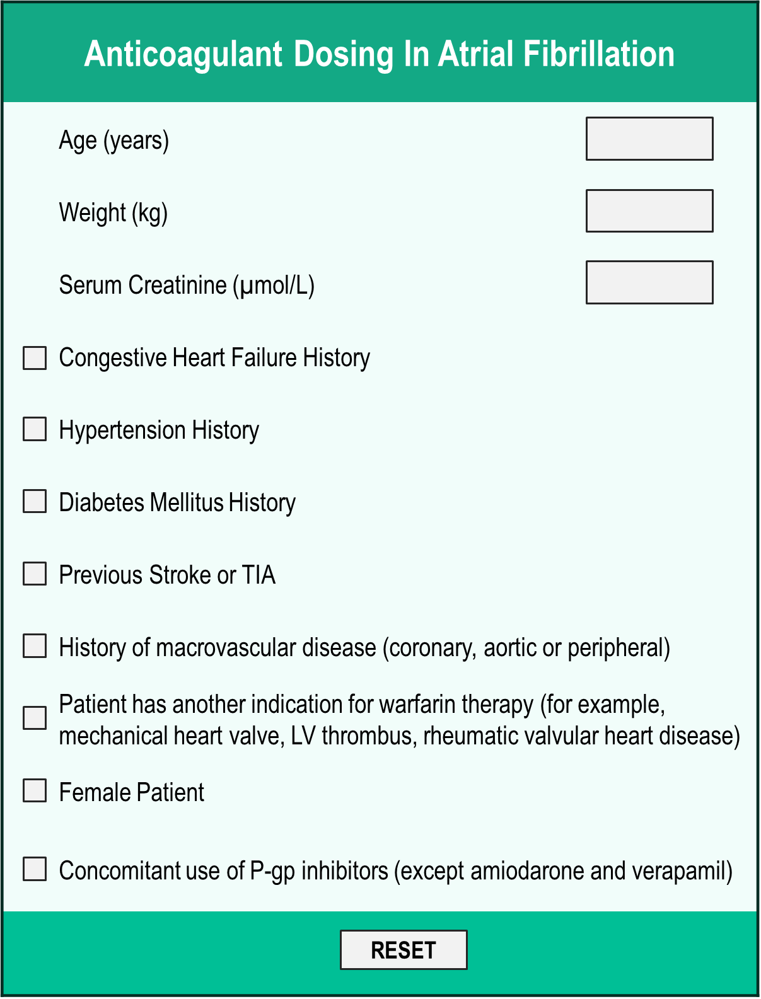 Anticoagulant Dosing In Atrial Fibrillation
Age (years)
Weight (kg)
Serum Creatinine (µmol/L)
Congestive Heart Failure History
Hypertension History
Diabetes Mellitus History
Previous Stroke or TIA
History of macrovascular disease (coronary, aortic or peripheral)
Patient has another indication for warfarin therapy (for example,
mechanical heart valve, LV thrombus, rheumatic valvular heart disease)
Female Patient
Concomitant use of P-gp inhibitors (except amiodarone and verapamil)
RESET